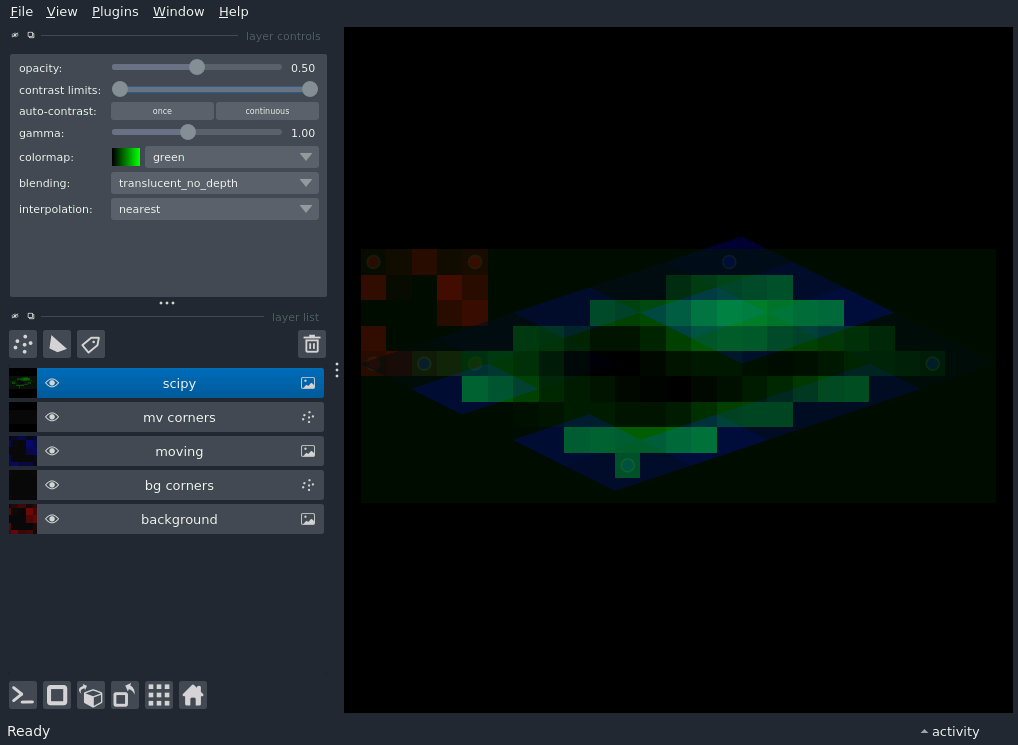 File View Plugins Window Help
layer controls
opacity: 0.50
contrast limits:
auto-contrast: once continuous
gamma: 1.00
colormap: green
blending: translucent_no_depth
interpolation: nearest
layer list
scipy
mv corners
moving
bg corners
background
Ready activity